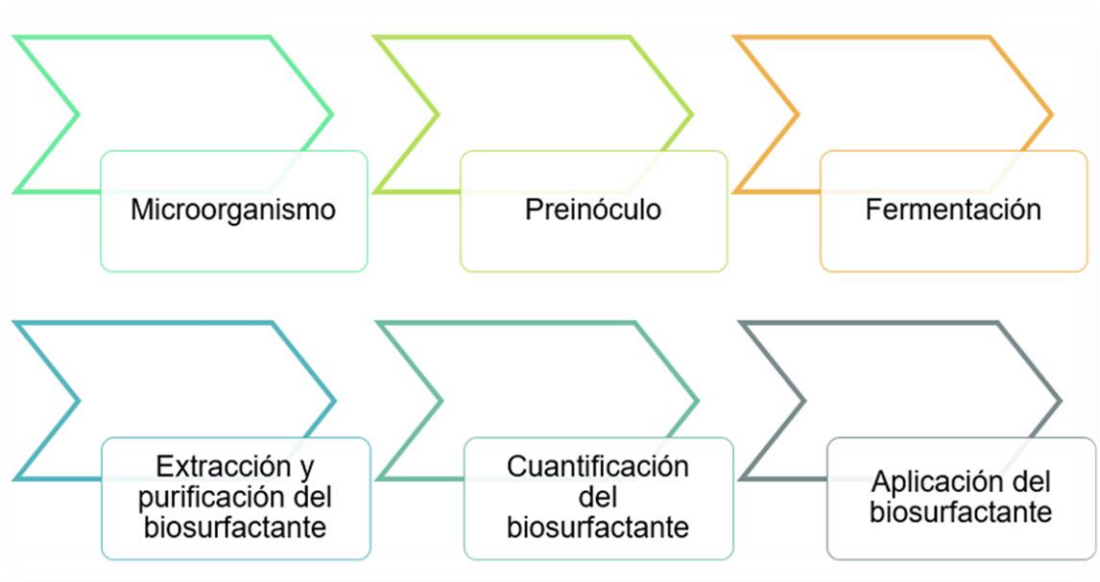 Microorganismo
Preinóculo
Fermentación
Extracción y
purificación del
biosurfactante
Cuantificación
del
biosurfactante
Aplicación del
biosurfactante